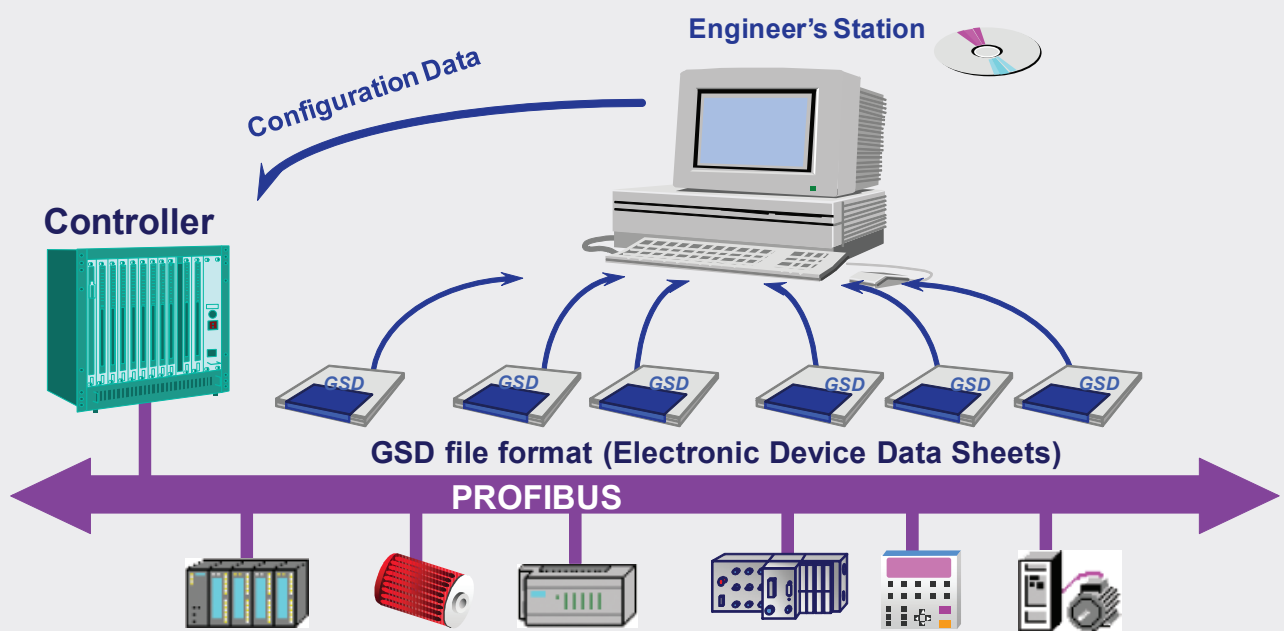 Engineer's Station
Configuration Data
Controller
GSD
GSD
GSD
GSD
GSD
GSD
GSD file format (Electronic Device Data Sheets)
PROFIBUS